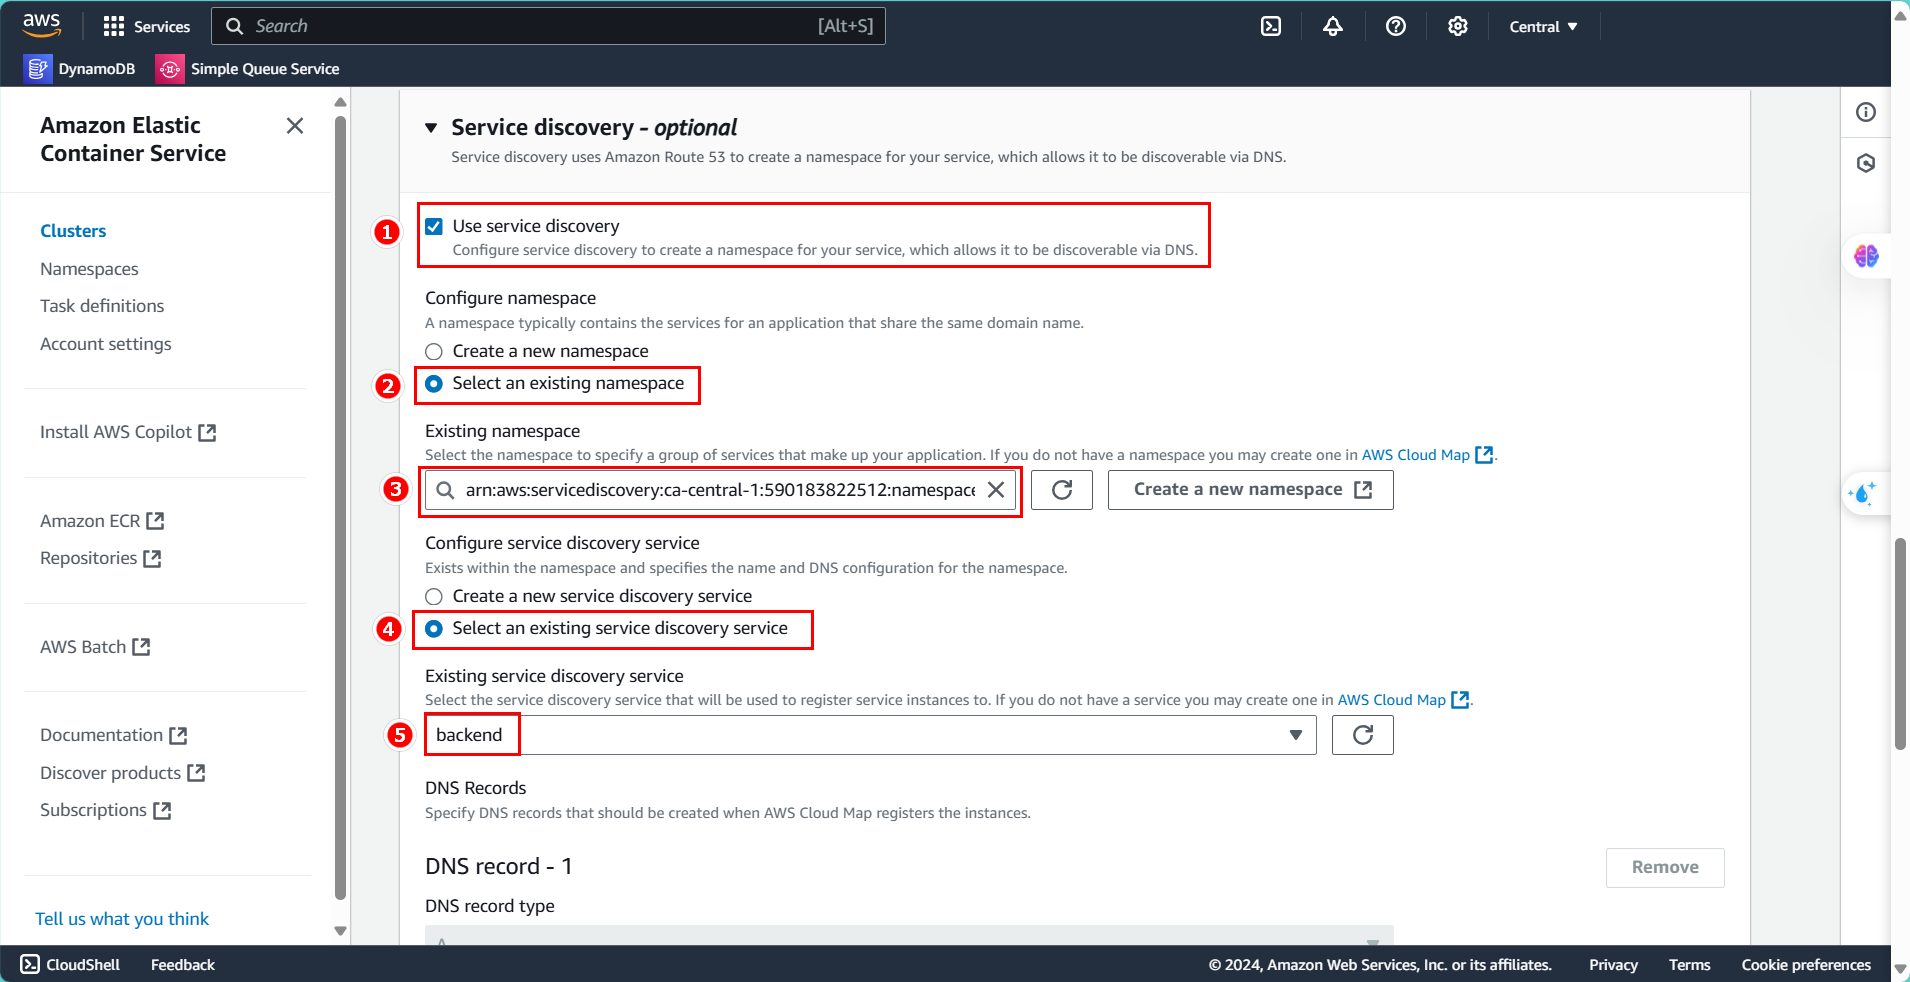 aws
Services
Search
[Alt+S]
Central
DynamoDB
Simple Queue Service
Amazon Elastic
Container Service
Clusters
Namespaces
Task definitions
Account settings
Install AWS Copilot
Amazon ECR
Repositories
AWS Batch
Documentation
Discover products
Subscriptions
Tell us what you think
Service discovery - optional
Service discovery uses Amazon Route 53 to create a namespace for your service, which allows it to be discoverable via DNS.
1
Use service discovery
Configure service discovery to create a namespace for your service, which allows it to be discoverable via DNS.
Configure namespace
A namespace typically contains the services for an application that share the same domain name.
Create a new namespace
2
Select an existing namespace
Existing namespace
Select the namespace to specify a group of services that make up your application. If you do not have a namespace you may create one in AWS Cloud Map.
3
arn:aws:servicediscovery:ca-central-1:590183822512:namespace
Create a new namespace
Configure service discovery service
Exists within the namespace and specifies the name and DNS configuration for the namespace.
Create a new service discovery service
4
Select an existing service discovery service
Existing service discovery service
Select the service discovery service that will be used to register service instances to. If you do not have a service you may create one in AWS Cloud Map.
5
backend
DNS Records
Specify DNS records that should be created when AWS Cloud Map registers the instances.
DNS record - 1
Remove
DNS record type
CloudShell
Feedback
© 2024, Amazon Web Services, Inc. or its affiliates.
Privacy
Terms
Cookie preferences